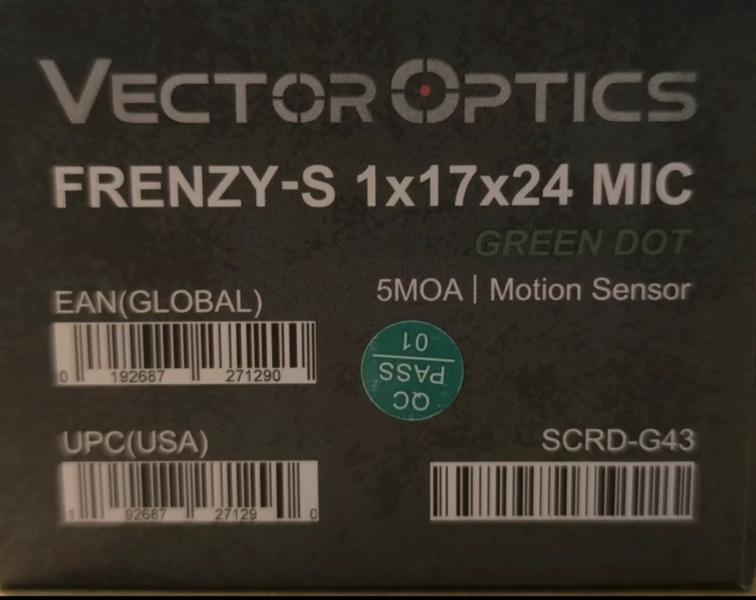 VECTOR OPTICS
FRENZY-S 1x17x24 MIC
GREEN DOT
5MOA | Motion Sensor
EAN(GLOBAL)
0 192687 271290
QC
PASS
01
UPC(USA)
1 92687 27129 0
SCRD-G43